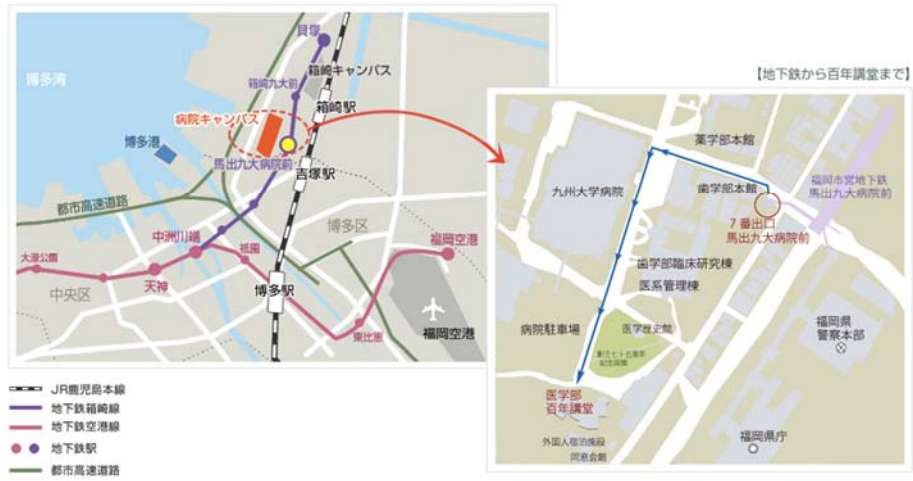 貝塚
博多湾
箱崎キャンパス
箱崎九大前
箱崎駅
病院キャンパス
博多港
馬出九大病院前
吉塚駅
都市高速道路
中洲川端
博多区
祇園
福岡空港
大濠公園
天神
中央区
博多駅
東比恵
福岡空港
JR鹿児島本線
地下鉄箱崎線
地下鉄空港線
地下鉄駅
都市高速道路
【地下鉄から百年講堂まで】
薬学部本館
九州大学病院
歯学部本館
福岡市営地下鉄
馬出九大病院前
7番出口
馬出九大病院前
歯学部臨床研究棟
医系管理棟
病院駐車場
医学歴史館
創立七十五周年
記念庭園
福岡県
警察本部
医学部
百年講堂
外国人宿泊施設
同窓会館
福岡県庁